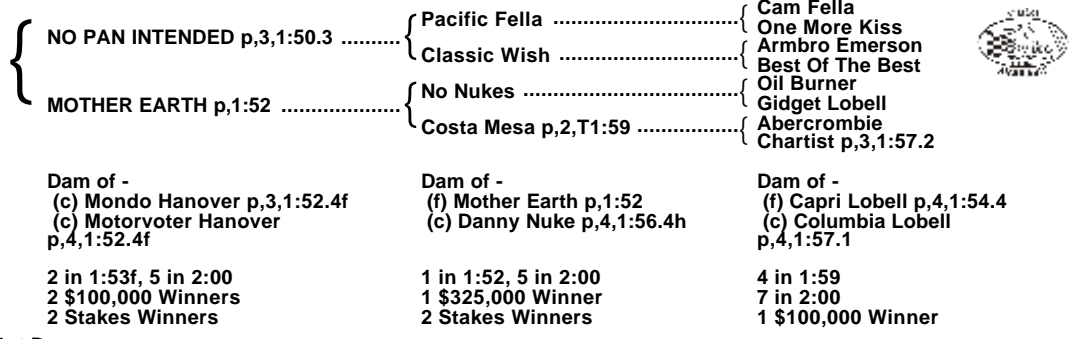 NO PAN INTENDED p,3,1:50.3 ..........
MOTHER EARTH p,1:52 ....................
Pacific Fella ................................
Classic Wish ...............................
No Nukes .....................................
Costa Mesa p,2,T1:59 ..................
Cam Fella
One More Kiss
Armbro Emerson
Best Of The Best
Oil Burner
Gidget Lobell
Abercrombie
Chartist p,3,1:57.2
Dam of -
(c) Mondo Hanover p,3,1:52.4f
(c) Motorvoter Hanover
p,4,1:52.4f
2 in 1:53f, 5 in 2:00
2 $100,000 Winners
2 Stakes Winners
Dam of -
(f) Mother Earth p,1:52
(c) Danny Nuke p,4,1:56.4h
1 in 1:52, 5 in 2:00
1 $325,000 Winner
2 Stakes Winners
Dam of -
(f) Capri Lobell p,4,1:54.4
(c) Columbia Lobell
p,4,1:57.1
4 in 1:59
7 in 2:00
1 $100,000 Winner